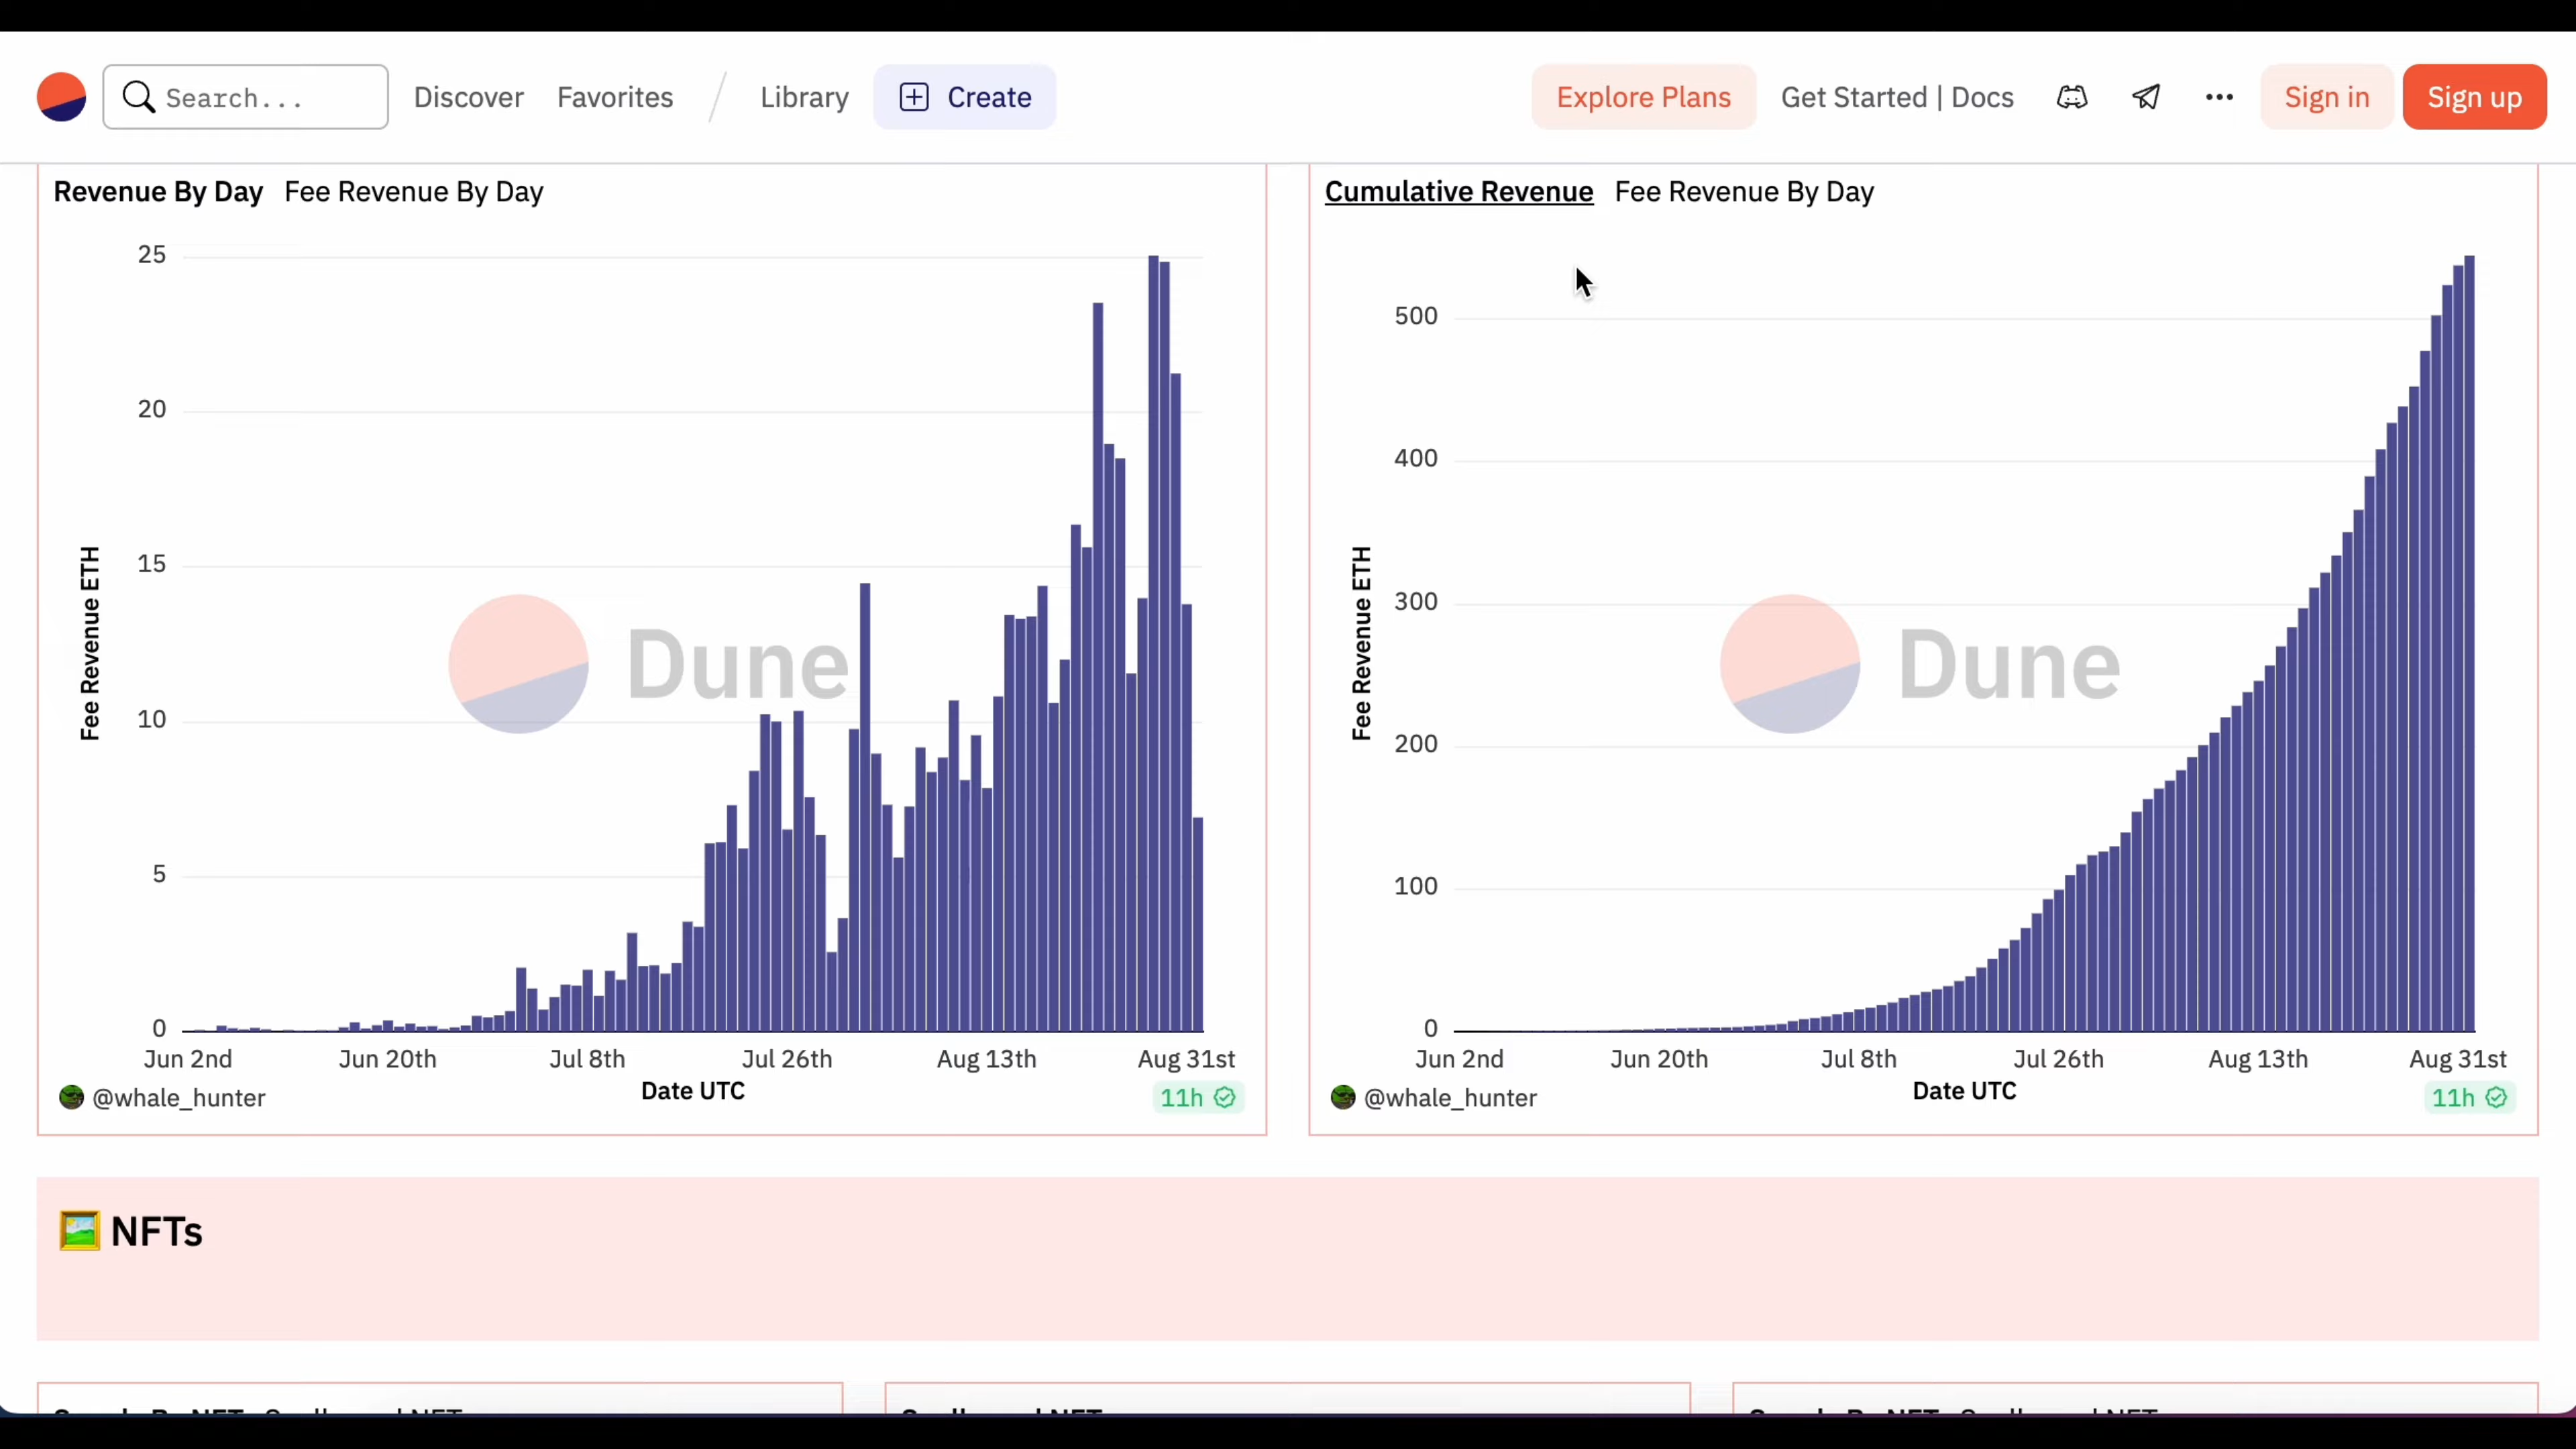 Search... Discover Favorites Library Create Explore Plans Get Started | Docs Sign in Sign up
Revenue By Day Fee Revenue By Day
25
20
15
10
5
0
Fee Revenue ETH
Dune
Jun 2nd Jun 20th Jul 8th Jul 26th Aug 13th Aug 31st
Date UTC
@whale_hunter 11h
Cumulative Revenue Fee Revenue By Day
500
400
300
200
100
0
Fee Revenue ETH
Dune
Jun 2nd Jun 20th Jul 8th Jul 26th Aug 13th Aug 31st
Date UTC
@whale_hunter 11h
NFTs